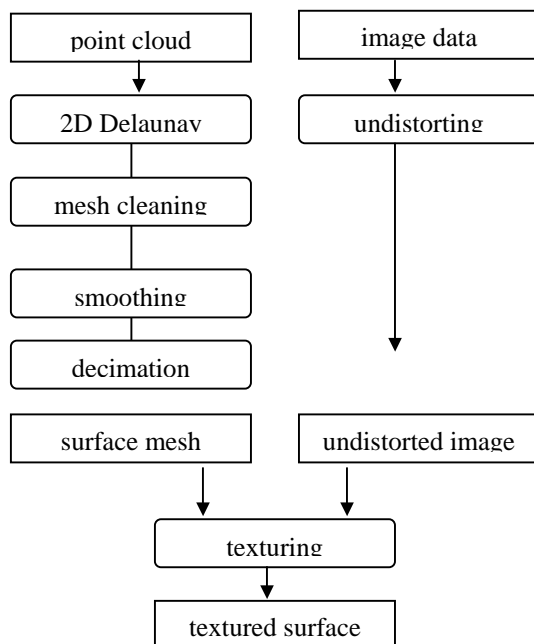 point cloud
image data
2D Delaunay
undistorting
mesh cleaning
smoothing
decimation
surface mesh
undistorted image
texturing
textured surface